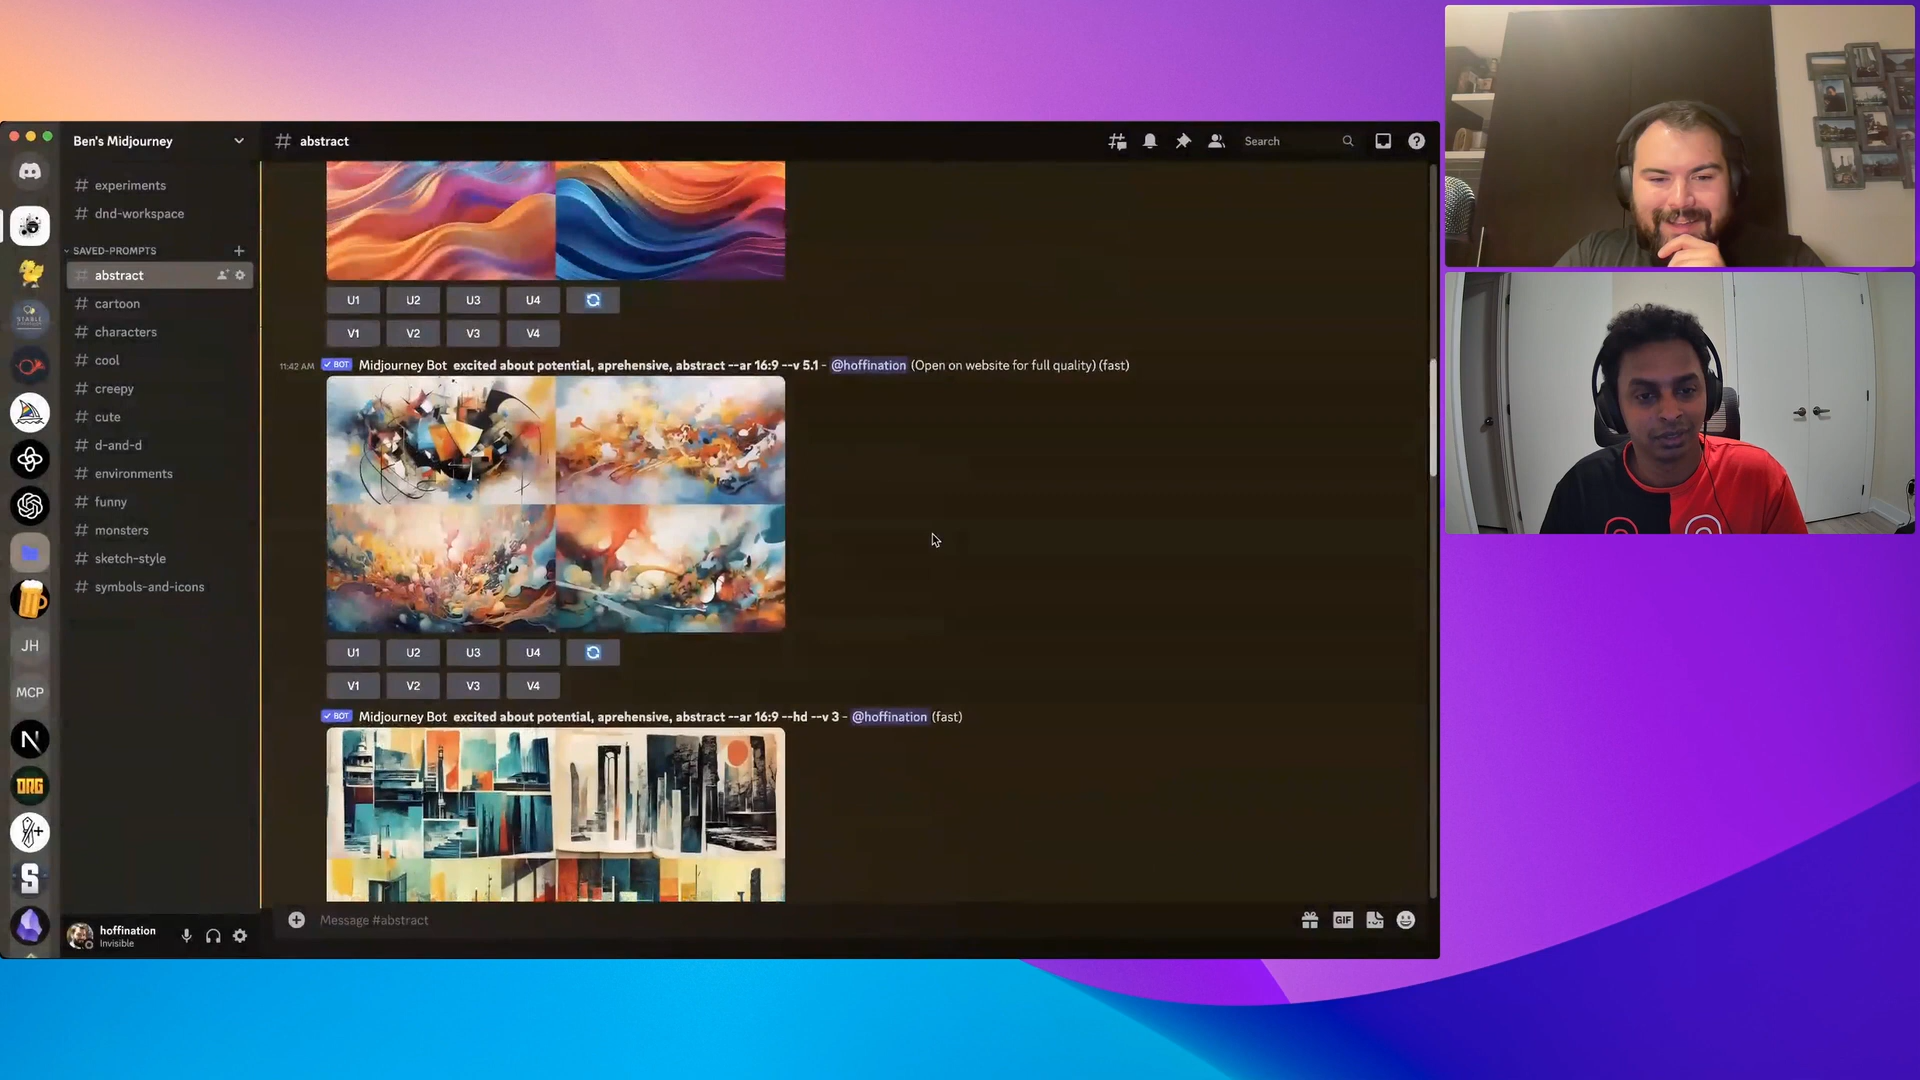 Ben's Midjourney
# abstract
Search
# experiments
# dnd-workspace
SAVED-PROMPTS
# abstract
# cartoon
# characters
# cool
# creepy
# cute
# d-and-d
# environments
# funny
# monsters
# sketch-style
# symbols-and-icons
U1 U2 U3 U4
V1 V2 V3 V4
11:42 AM BOT Midjourney Bot excited about potential, aprehensive, abstract --ar 16:9 --v 5.1 - @hoffination (Open on website for full quality) (fast)
U1 U2 U3 U4
V1 V2 V3 V4
BOT Midjourney Bot excited about potential, aprehensive, abstract --ar 16:9 --hd --v 3 - @hoffination (fast)
JH
MCP
N
DRG
S
hoffination
Invisible
Message #abstract
GIF